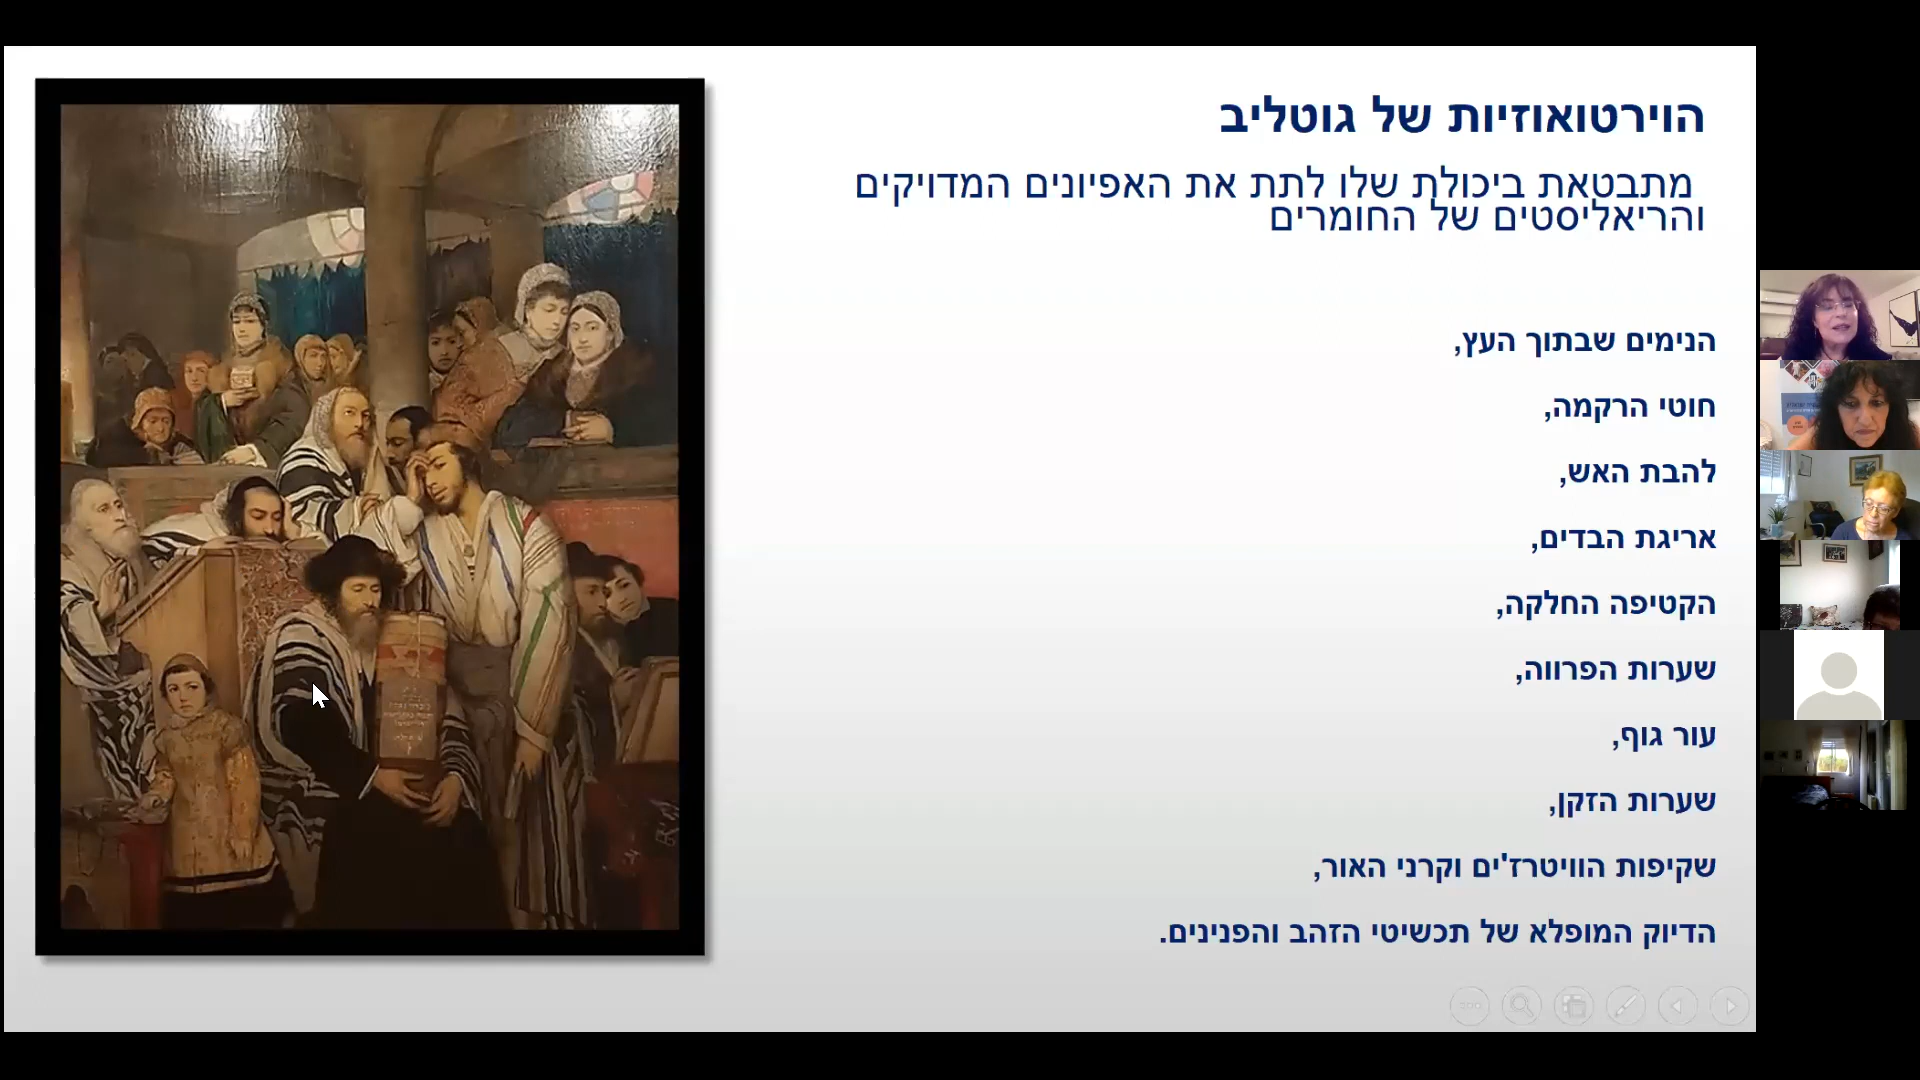 הוירטואוזיות של גוטליב
מתבטאת ביכולת שלו לתת את האפיונים המדויקים
והריאליסטים של החומרים
הנימים שבתוך העץ,
חוטי הרקמה,
להבת האש,
אריגת הבדים,
הקטיפה החלקה,
שערות הפרווה,
עור גוף,
שערות הזקן,
שקיפות הוויטרז'ים וקרני האור,
הדיוק המופלא של תכשיטי הזהב והפנינים.